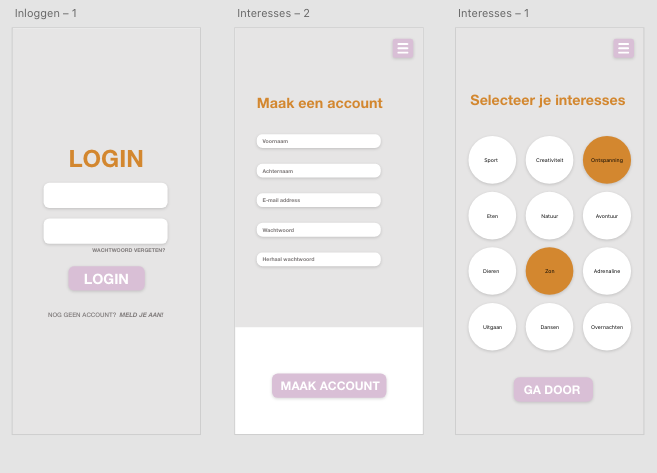 Inloggen – 1
LOGIN
WACHTWOORD VERGETEN?
LOGIN
NOG GEEN ACCOUNT? MELD JE AAN!
Interesses – 2
Maak een account
Voornaam
Achternaam
E-mail address
Wachtwoord
Herhaal wachtwoord
MAAK ACCOUNT
Interesses – 1
Selecteer je interesses
Sport Creativiteit Ontspanning
Eten Natuur Avontuur
Dieren Zon Adrenaline
Uitgaan Dansen Overnachten
GA DOOR